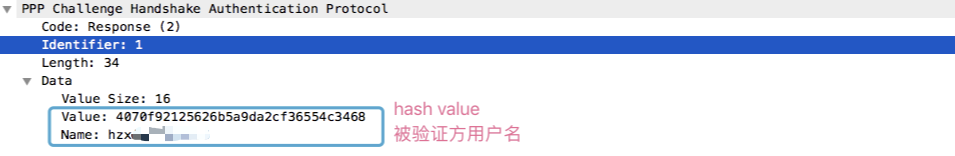 PPP Challenge Handshake Authentication Protocol
Code: Response (2)
Identifier: 1
Length: 34
Data
Value Size: 16
Value: 4070f92125626b5a9da2cf36554c3468
hash value
Name: hzx
被验证方用户名